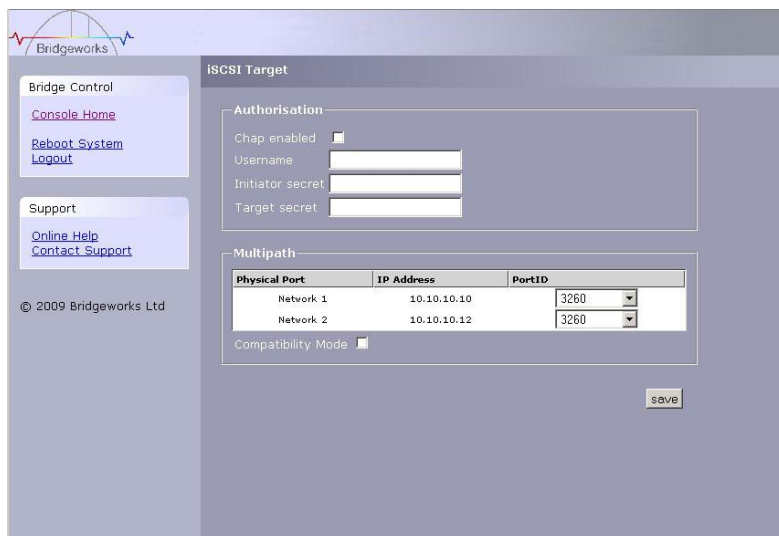 Bridgeworks
Bridge Control
Console Home
Reboot System
Logout
Support
Online Help
Contact Support
© 2009 Bridgeworks Ltd
iSCSI Target
Authorisation
Chap enabled
Username
Initiator secret
Target secret
Multipath
Physical Port IP Address PortID
Network 1 10.10.10.10 3260
Network 2 10.10.10.12 3260
Compatibility Mode
save